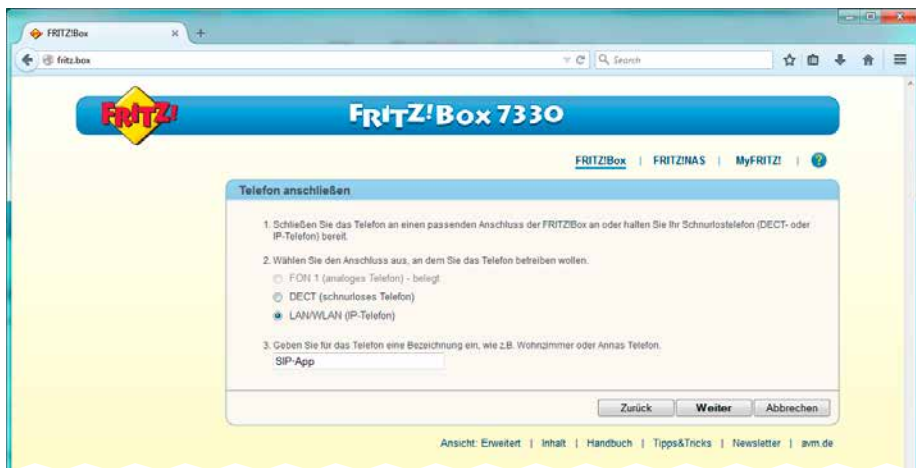 FRITZ!Box
fritz.box
Search
FRITZ!
FRITZ!Box 7330
FRITZ!Box | FRITZ!NAS | MyFRITZ! | ?
Telefon anschließen
1. Schließen Sie das Telefon an einen passenden Anschluss der FRITZ!Box an oder halten Sie Ihr Schnurlostelefon (DECT- oder
IP-Telefon) bereit.
2. Wählen Sie den Anschluss aus, an dem Sie das Telefon betreiben wollen.
FON 1 (analoges Telefon) - belegt
DECT (schnurloses Telefon)
LAN/WLAN (IP-Telefon)
3. Geben Sie für das Telefon eine Bezeichnung ein, wie z.B. Wohnzimmer oder Annas Telefon.
SIP-App
Zurück Weiter Abbrechen
Ansicht: Erweitert | Inhalt | Handbuch | Tipps&Tricks | Newsletter | avm.de